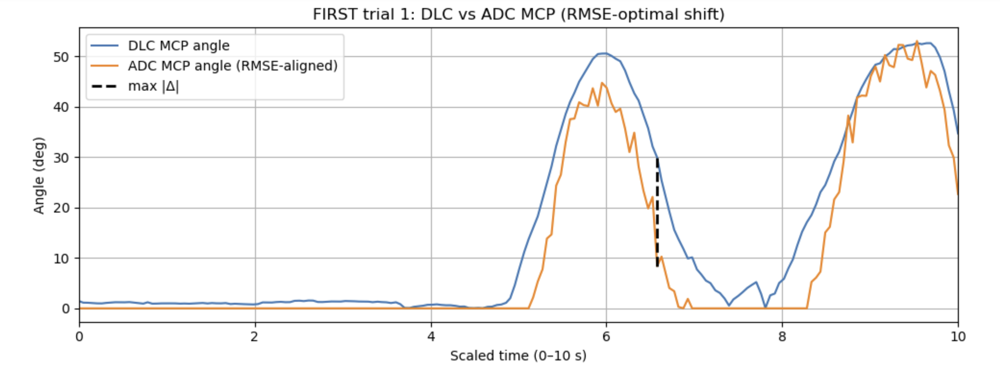 FIRST trial 1: DLC vs ADC MCP (RMSE-optimal shift)
DLC MCP angle
ADC MCP angle (RMSE-aligned)
max |Δ|
Angle (deg)
50
40
30
20
10
0
0 2 4 6 8 10
Scaled time (0–10 s)